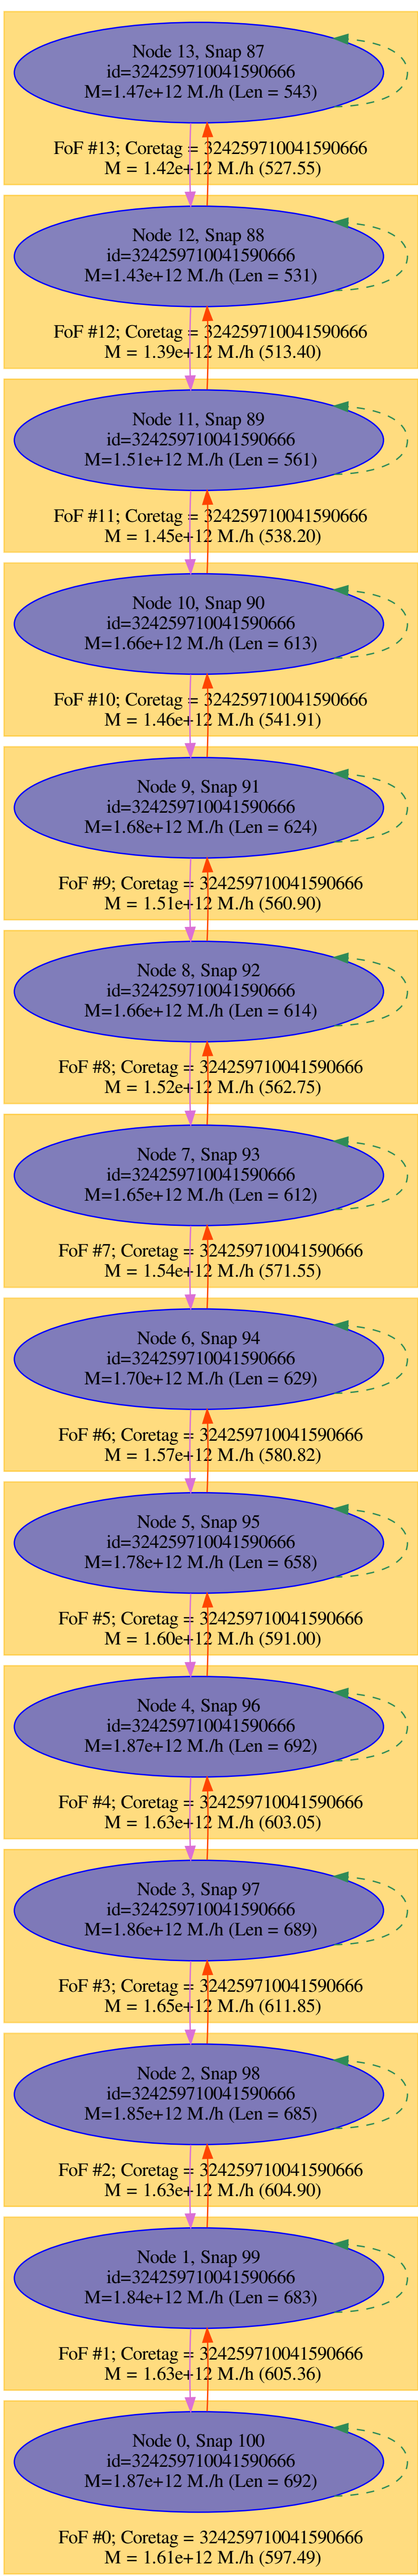 Node 13, Snap 87
id=324259710041590666
M=1.47e+12 M./h (Len = 543)
FoF #13; Coretag = 324259710041590666
M = 1.42e+12 M./h (527.55)
Node 12, Snap 88
id=324259710041590666
M=1.43e+12 M./h (Len = 531)
FoF #12; Coretag = 324259710041590666
M = 1.39e+12 M./h (513.40)
Node 11, Snap 89
id=324259710041590666
M=1.51e+12 M./h (Len = 561)
FoF #11; Coretag = 324259710041590666
M = 1.45e+12 M./h (538.20)
Node 10, Snap 90
id=324259710041590666
M=1.66e+12 M./h (Len = 613)
FoF #10; Coretag = 324259710041590666
M = 1.46e+12 M./h (541.91)
Node 9, Snap 91
id=324259710041590666
M=1.68e+12 M./h (Len = 624)
FoF #9; Coretag = 324259710041590666
M = 1.51e+12 M./h (560.90)
Node 8, Snap 92
id=324259710041590666
M=1.66e+12 M./h (Len = 614)
FoF #8; Coretag = 324259710041590666
M = 1.52e+12 M./h (562.75)
Node 7, Snap 93
id=324259710041590666
M=1.65e+12 M./h (Len = 612)
FoF #7; Coretag = 324259710041590666
M = 1.54e+12 M./h (571.55)
Node 6, Snap 94
id=324259710041590666
M=1.70e+12 M./h (Len = 629)
FoF #6; Coretag = 324259710041590666
M = 1.57e+12 M./h (580.82)
Node 5, Snap 95
id=324259710041590666
M=1.78e+12 M./h (Len = 658)
FoF #5; Coretag = 324259710041590666
M = 1.60e+12 M./h (591.00)
Node 4, Snap 96
id=324259710041590666
M=1.87e+12 M./h (Len = 692)
FoF #4; Coretag = 324259710041590666
M = 1.63e+12 M./h (603.05)
Node 3, Snap 97
id=324259710041590666
M=1.86e+12 M./h (Len = 689)
FoF #3; Coretag = 324259710041590666
M = 1.65e+12 M./h (611.85)
Node 2, Snap 98
id=324259710041590666
M=1.85e+12 M./h (Len = 685)
FoF #2; Coretag = 324259710041590666
M = 1.63e+12 M./h (604.90)
Node 1, Snap 99
id=324259710041590666
M=1.84e+12 M./h (Len = 683)
FoF #1; Coretag = 324259710041590666
M = 1.63e+12 M./h (605.36)
Node 0, Snap 100
id=324259710041590666
M=1.87e+12 M./h (Len = 692)
FoF #0; Coretag = 324259710041590666
M = 1.61e+12 M./h (597.49)